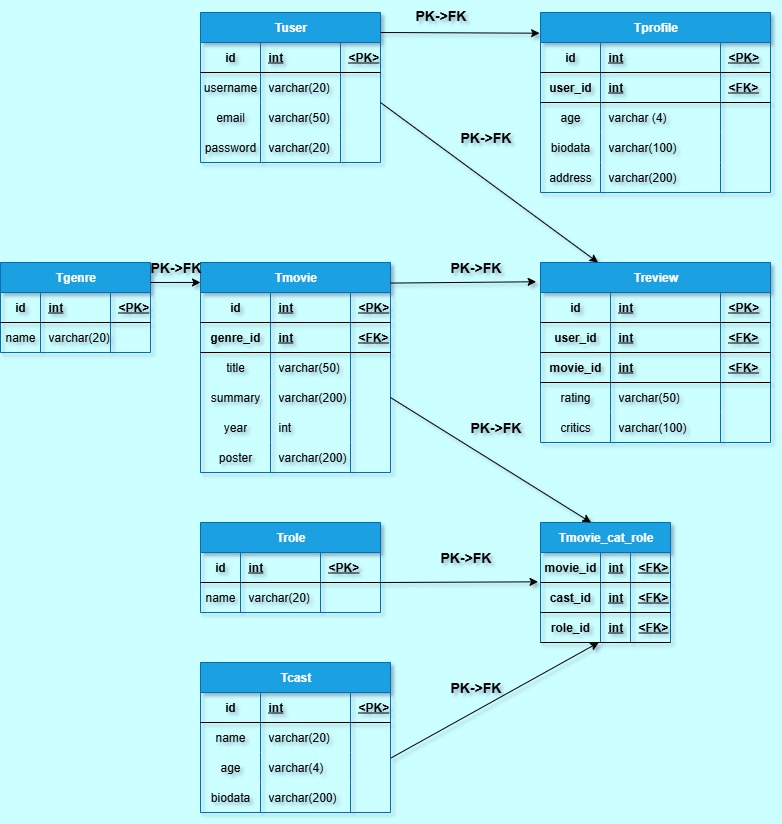 PK->FK
Tuser
id int <PK>
username varchar(20)
email varchar(50)
password varchar(20)
Tprofile
id int <PK>
user_id int <FK>
age varchar (4)
biodata varchar(100)
address varchar(200)
PK->FK
Tgenre
id int <PK>
name varchar(20)
PK->FK
Tmovie
id int <PK>
genre_id int <FK>
title varchar(50)
summary varchar(200)
year int
poster varchar(200)
PK->FK
Treview
id int <PK>
user_id int <FK>
movie_id int <FK>
rating varchar(50)
critics varchar(100)
PK->FK
Trole
id int <PK>
name varchar(20)
PK->FK
Tmovie_cat_role
movie_id int <FK>
cast_id int <FK>
role_id int <FK>
Tcast
id int <PK>
name varchar(20)
age varchar(4)
biodata varchar(200)
PK->FK